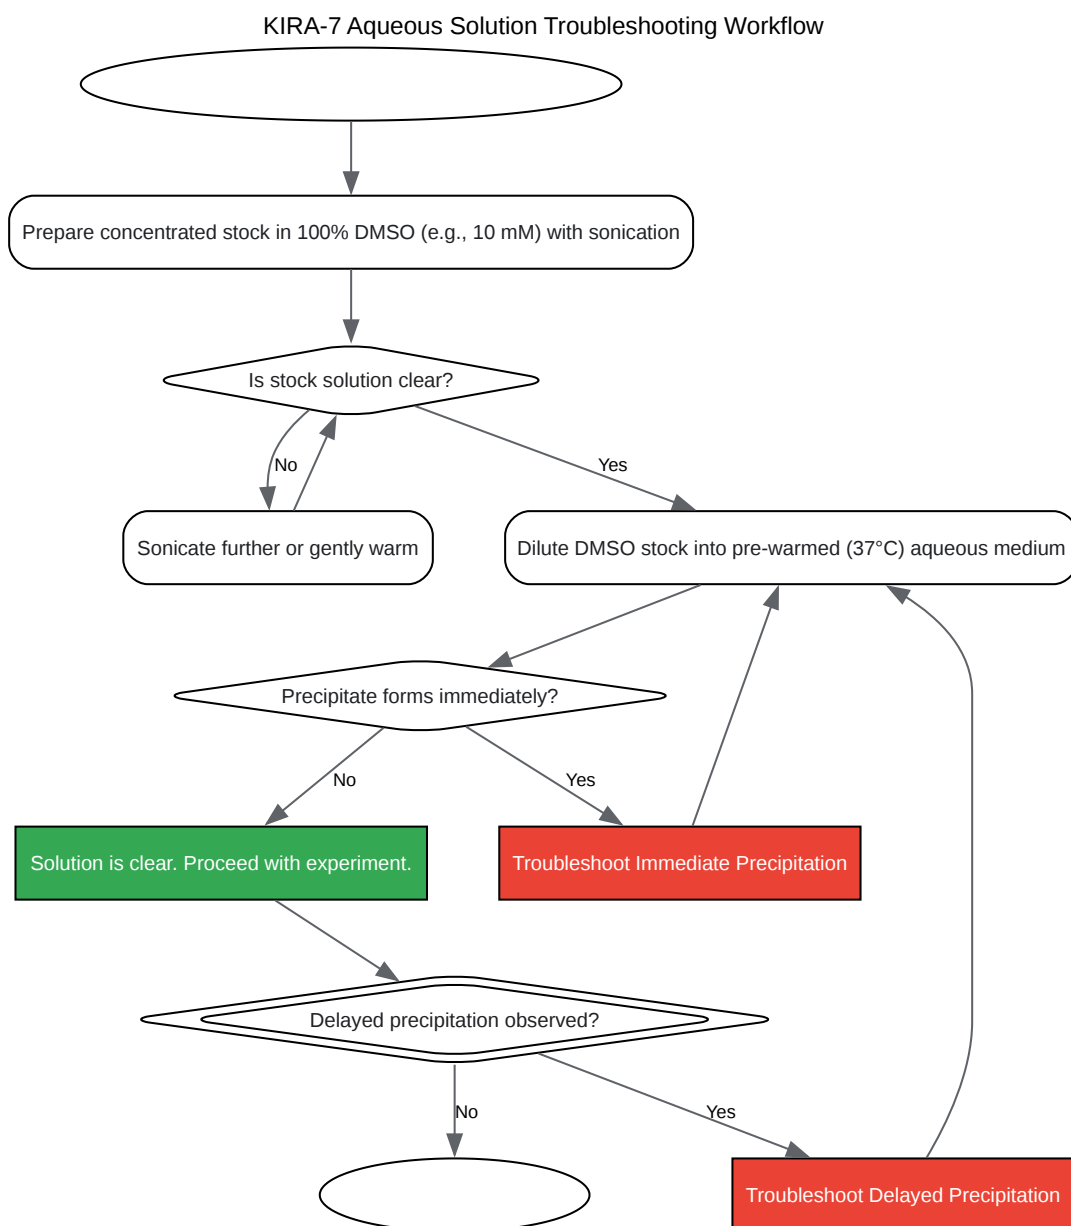 KIRA-7 Aqueous Solution Troubleshooting Workflow
Prepare concentrated stock in 100% DMSO (e.g., 10 mM) with sonication
Is stock solution clear?
No
Yes
Sonicate further or gently warm
Dilute DMSO stock into pre-warmed (37°C) aqueous medium
Precipitate forms immediately?
No
Yes
Solution is clear. Proceed with experiment.
Troubleshoot Immediate Precipitation
Delayed precipitation observed?
No
Yes
Troubleshoot Delayed Precipitation